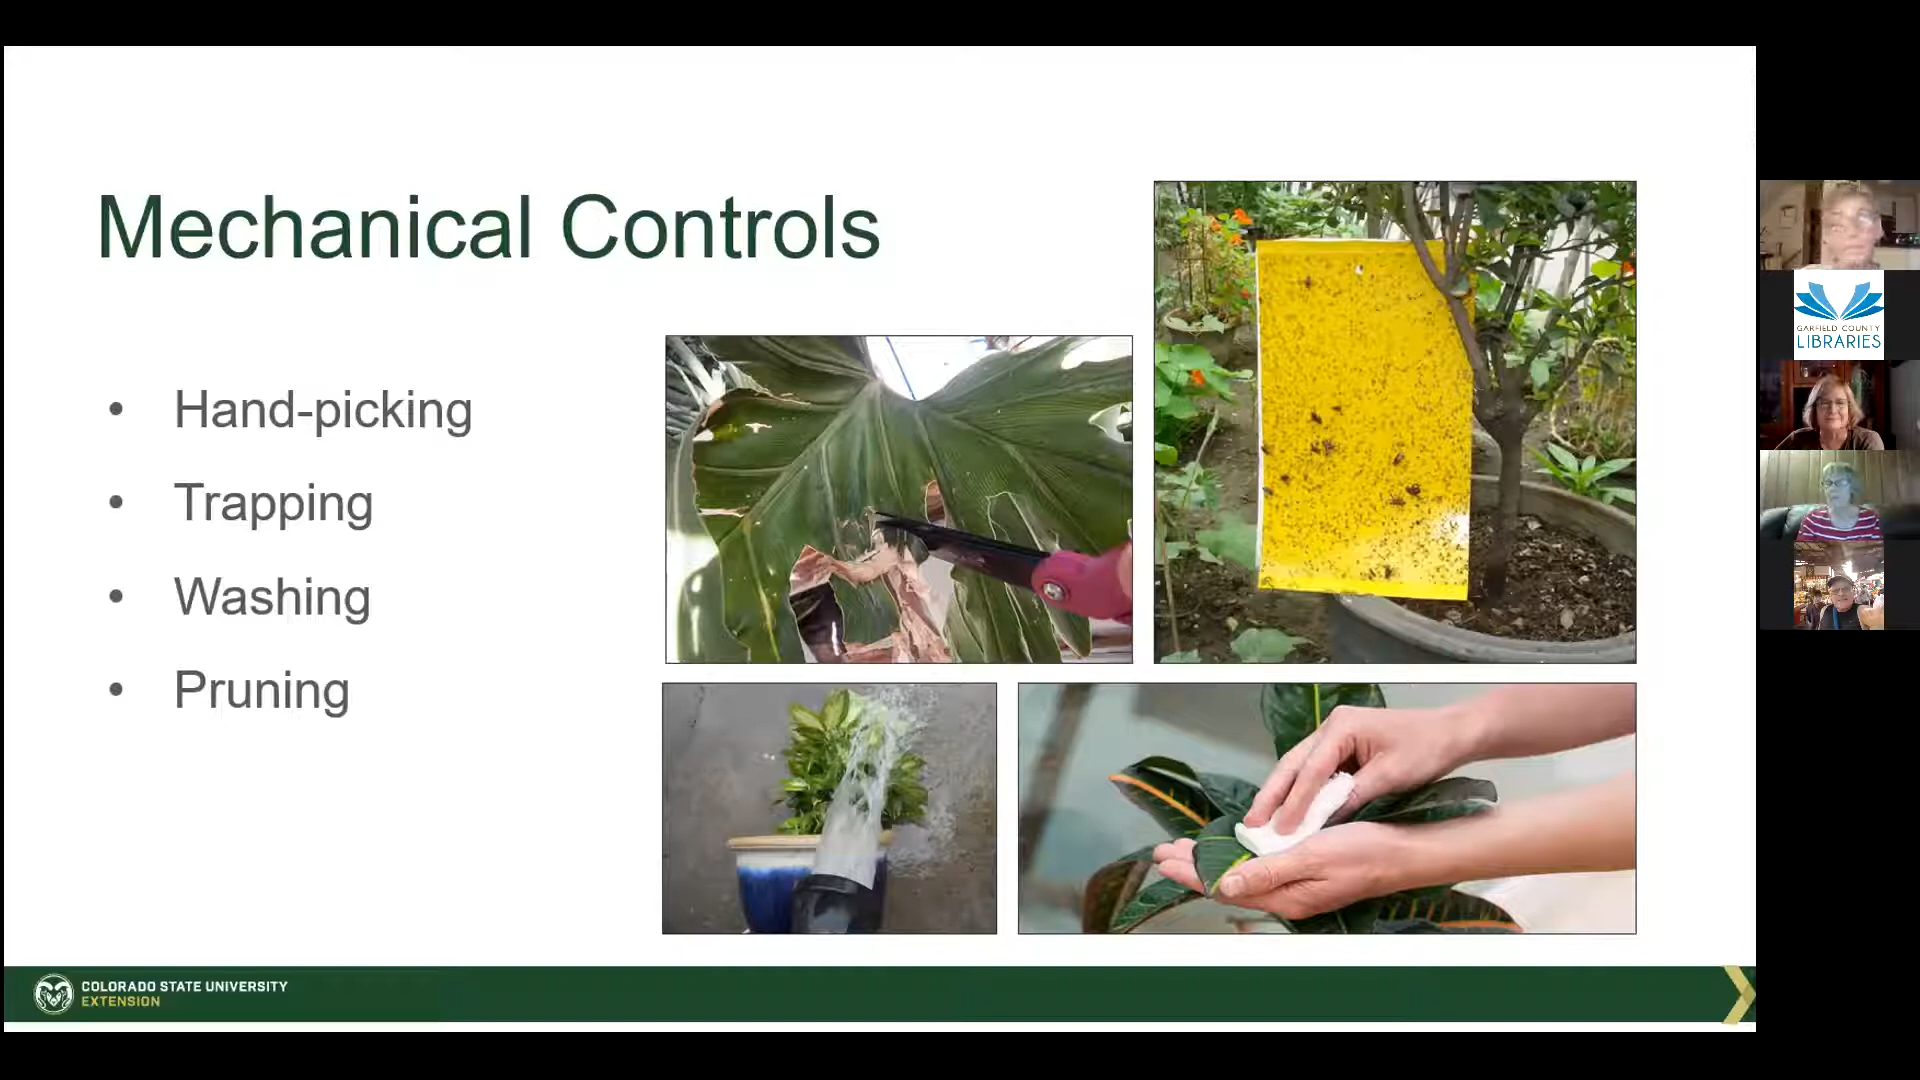 Mechanical Controls
• Hand-picking
• Trapping
• Washing
• Pruning
COLORADO STATE UNIVERSITY
EXTENSION
GARFIELD COUNTY
LIBRARIES